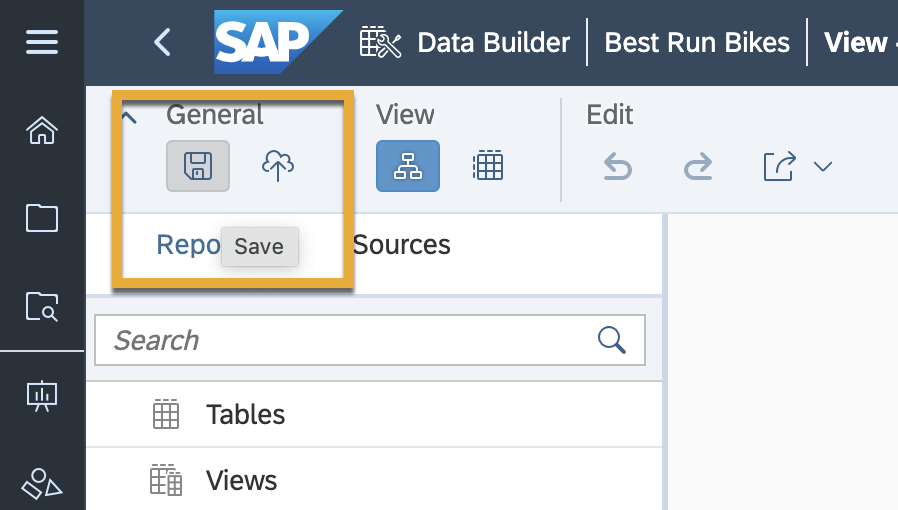 SAP Data Builder Best Run Bikes View
General View Edit
Repo Save Sources
Search
Tables
Views